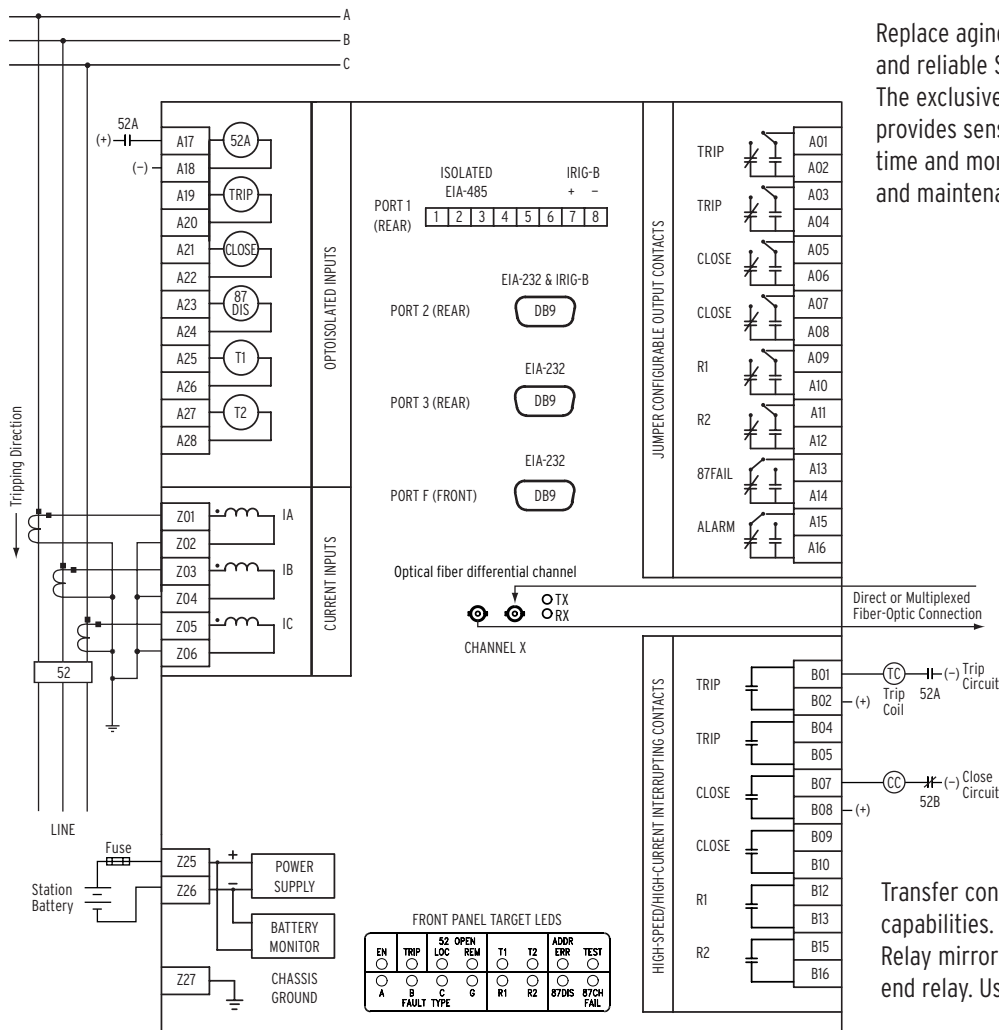 A
B
C
Replace aging
and reliable S
The exclusive
provides sens
time and mor
and maintena
52A
(+)
(–)
A17
A18
A19
A20
A21
A22
A23
A24
A25
A26
A27
A28
52A
TRIP
CLOSE
87
DIS
T1
T2
OPTOISOLATED INPUTS
ISOLATED
EIA-485
IRIG-B
+ –
PORT 1
(REAR)
1 2 3 4 5 6 7 8
EIA-232 & IRIG-B
PORT 2 (REAR)
DB9
EIA-232
PORT 3 (REAR)
DB9
EIA-232
PORT F (FRONT)
DB9
JUMPER CONFIGURABLE OUTPUT CONTACTS
TRIP
TRIP
CLOSE
CLOSE
R1
R2
87FAIL
ALARM
A01
A02
A03
A04
A05
A06
A07
A08
A09
A10
A11
A12
A13
A14
A15
A16
Tripping Direction
Z01
Z02
Z03
Z04
Z05
Z06
IA
IB
IC
CURRENT INPUTS
52
LINE
Optical fiber differential channel
TX
RX
CHANNEL X
Direct or Multiplexed
Fiber-Optic Connection
HIGH-SPEED/HIGH-CURRENT INTERRUPTING CONTACTS
TRIP
TRIP
CLOSE
CLOSE
R1
R2
B01
B02
B04
B05
B07
B08
B09
B10
B12
B13
B15
B16
TC
Trip
Coil
52A
(–)
Trip
Circuit
(+)
CC
52B
(–)
Close
Circuit
(+)
Fuse
Station
Battery
Z25
Z26
Z27
+
–
POWER
SUPPLY
BATTERY
MONITOR
CHASSIS
GROUND
FRONT PANEL TARGET LEDS
52 OPEN
ADDR
EN TRIP LOC REM T1 T2 ERR TEST
A B C G R1 R2 87DIS 87CH
FAULT TYPE
FAIL
Transfer con
capabilities.
Relay mirror
end relay. Us